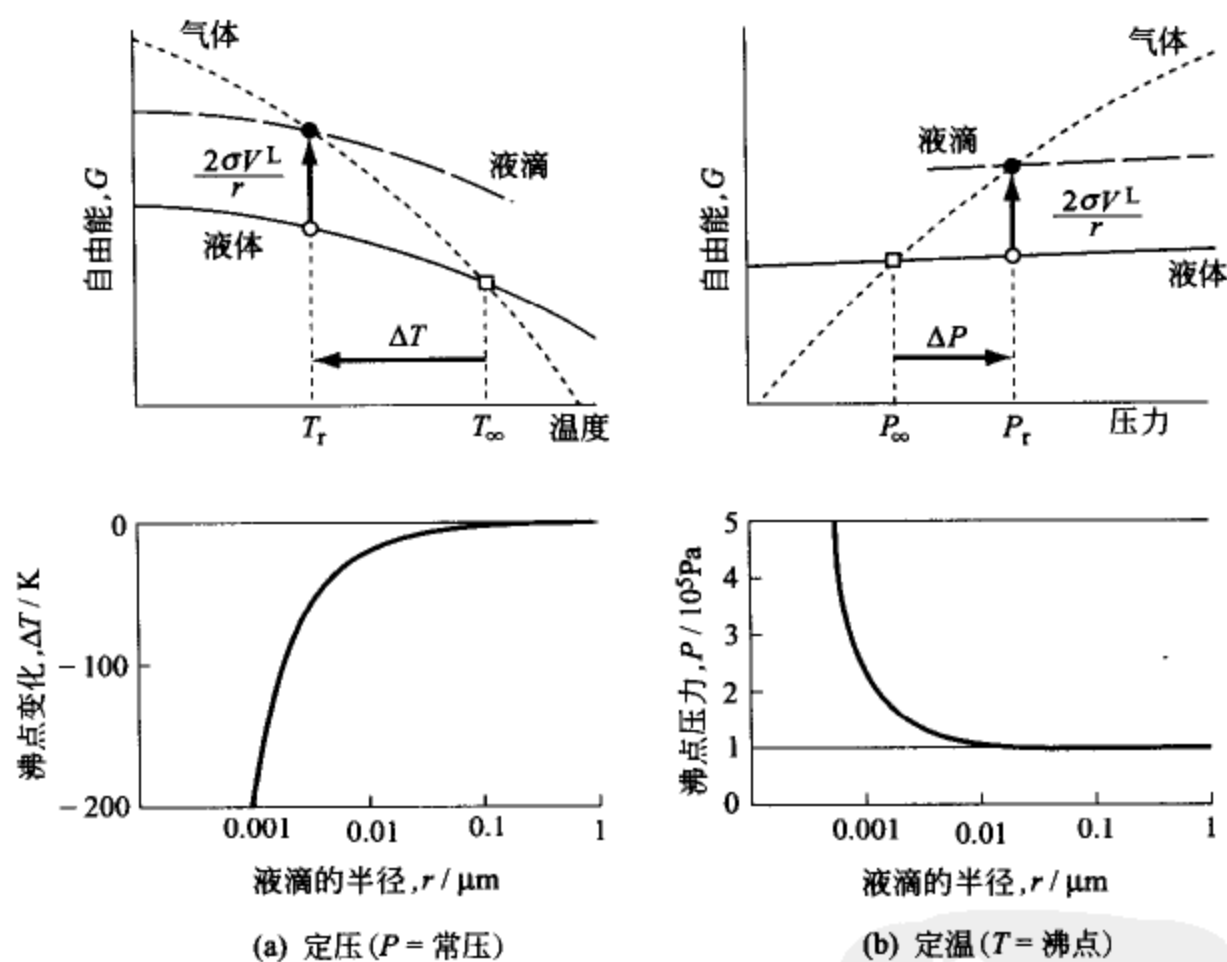 气体
液滴
2σV^L / r
液体
自由能, G
ΔT
T_r
T_∞
温度
气体
液滴
2σV^L / r
液体
自由能, G
ΔP
P_∞
P_r
压力
0
-100
-200
沸点变化, ΔT / K
0.001
0.01
0.1
1
液滴的半径, r / μm
(a) 定压 (P = 常压)
5
4
3
2
1
0
沸点压力, P / 10^5Pa
0.001
0.01
0.1
1
液滴的半径, r / μm
(b) 定温 (T = 沸点)